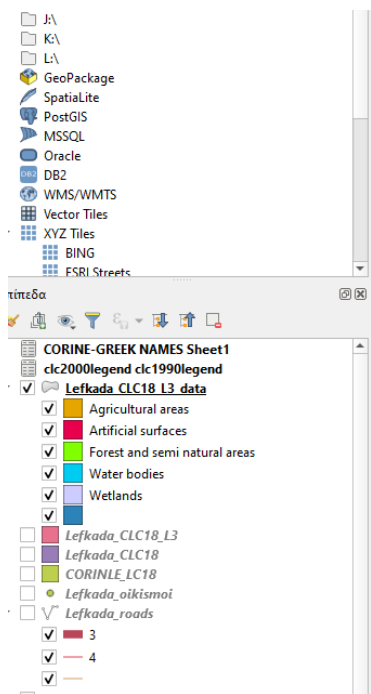 J:\
K:\
L:\
GeoPackage
SpatiaLite
PostGIS
MSSQL
Oracle
DB2
DB2
WMS/WMTS
Vector Tiles
XYZ Tiles
BING
ESRI Streets
πίπεδα
CORINE-GREEK NAMES Sheet1
clc2000legend clc1990legend
Lefkada_CLC18_L3_data
Agricultural areas
Artificial surfaces
Forest and semi natural areas
Water bodies
Wetlands
Lefkada_CLC18_L3
Lefkada_CLC18
CORINLE_LC18
Lefkada_oikismoi
Lefkada_roads
3
4